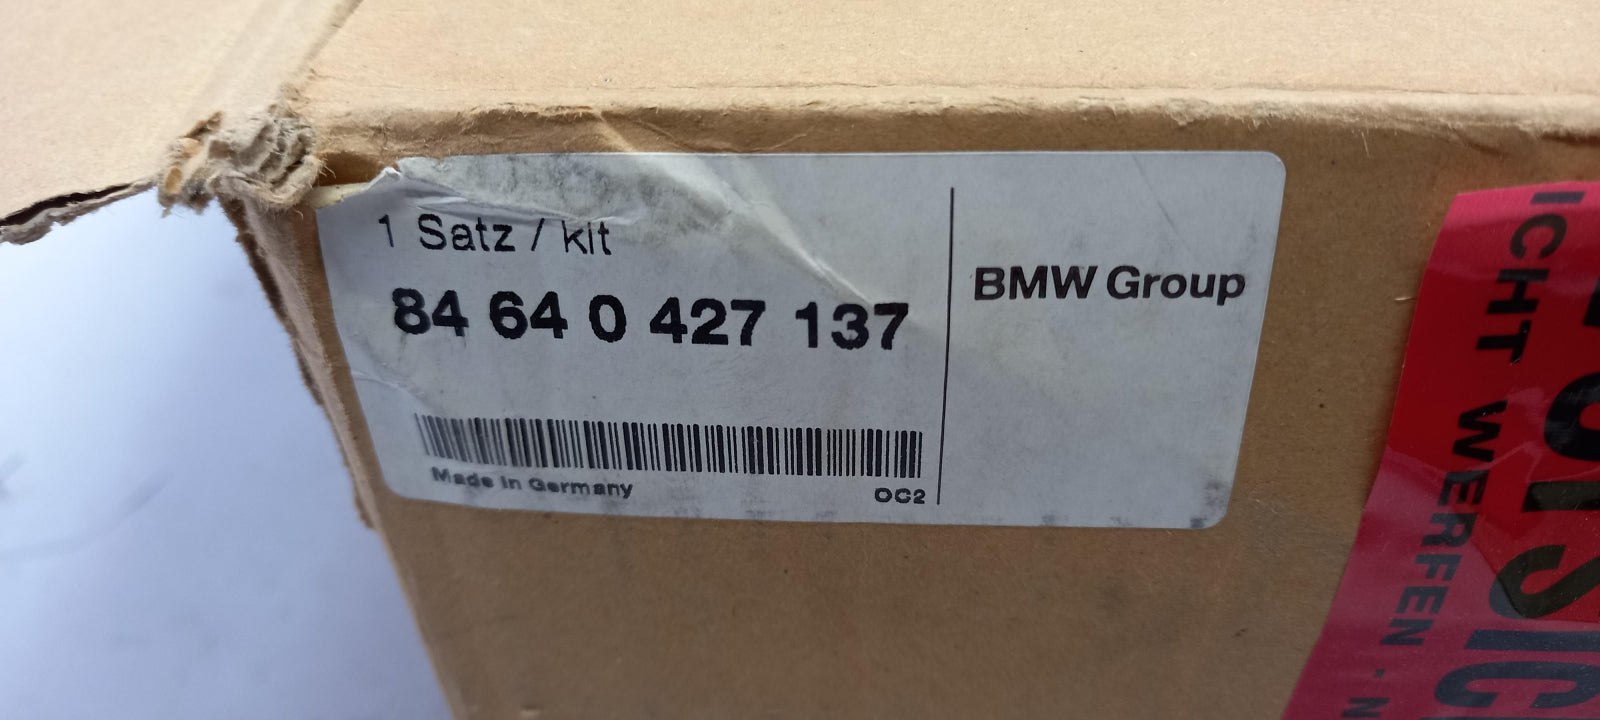 1 Satz / kit
84 64 0 427 137
Made in Germany
OC2
BMW Group
ICHT WERFEN - N